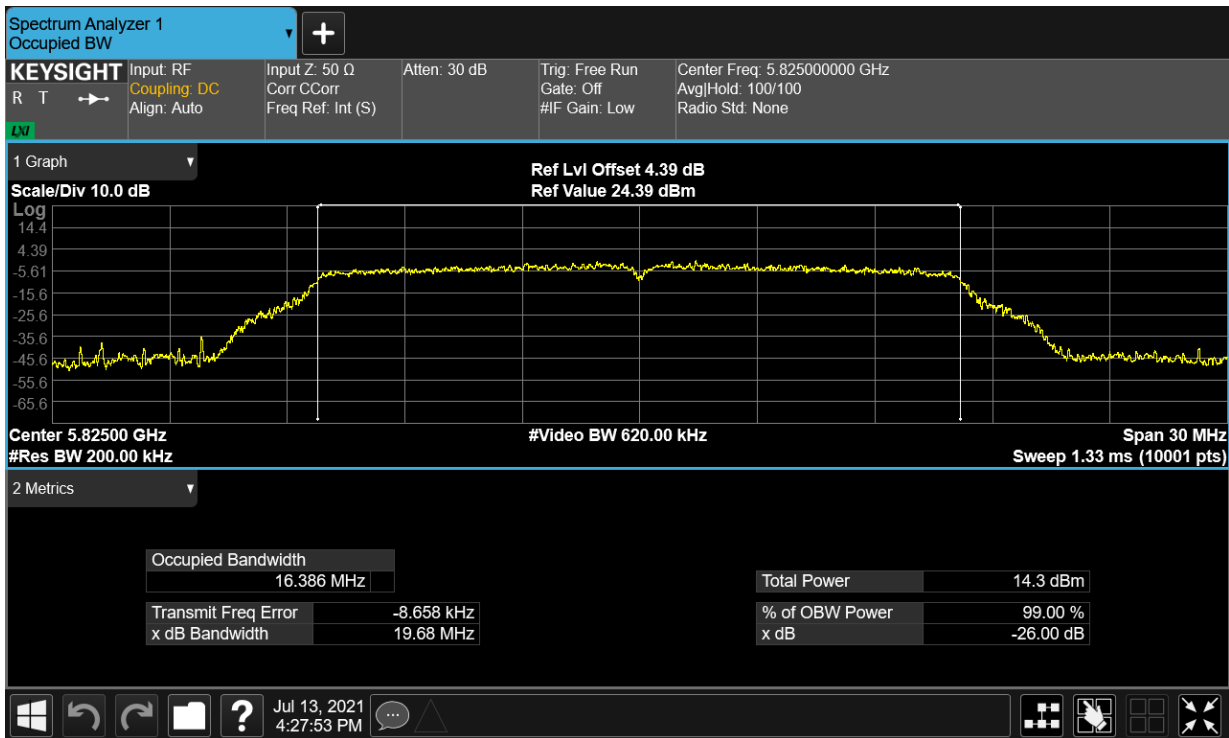 Spectrum Analyzer 1
Occupied BW
▼
+
KEYSIGHT
R T
LXI
Input: RF
Coupling: DC
Align: Auto
Input Z: 50 Ω
Corr CCorr
Freq Ref: Int (S)
Atten: 30 dB
Trig: Free Run
Gate: Off
#IF Gain: Low
Center Freq: 5.825000000 GHz
Avg|Hold: 100/100
Radio Std: None
1 Graph ▼
Scale/Div 10.0 dB
Ref Lvl Offset 4.39 dB
Ref Value 24.39 dBm
Log
14.4
4.39
-5.61
-15.6
-25.6
-35.6
-45.6
-55.6
-65.6
Center 5.82500 GHz
#Res BW 200.00 kHz
#Video BW 620.00 kHz
Span 30 MHz
Sweep 1.33 ms (10001 pts)
2 Metrics ▼
Occupied Bandwidth
16.386 MHz
Transmit Freq Error -8.658 kHz
x dB Bandwidth 19.68 MHz
Total Power 14.3 dBm
% of OBW Power 99.00 %
x dB -26.00 dB
?
Jul 13, 2021
4:27:53 PM